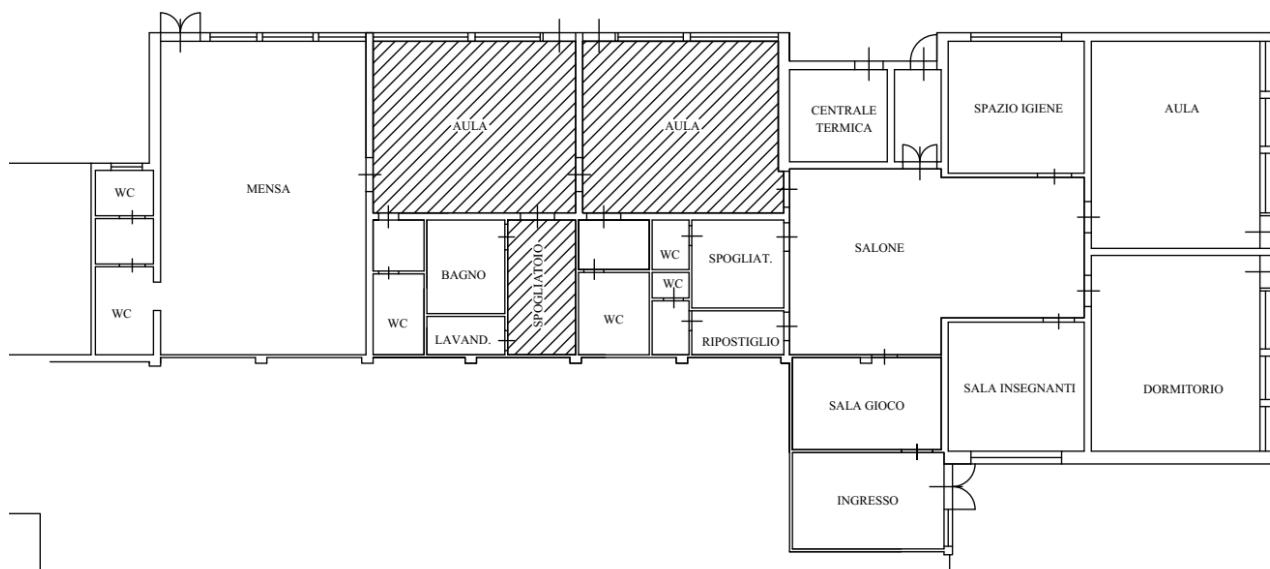 CENTRALE
TERMICA
SPAZIO IGIENE
AULA
AULA
AULA
WC
MENSA
SALONE
BAGNO
SPOGLIATOIO
WC
SPOGLIAT.
WC
WC
WC
WC
LAVAND.
RIPOSTIGLIO
SALA INSEGNANTI
DORMITORIO
SALA GIOCO
INGRESSO